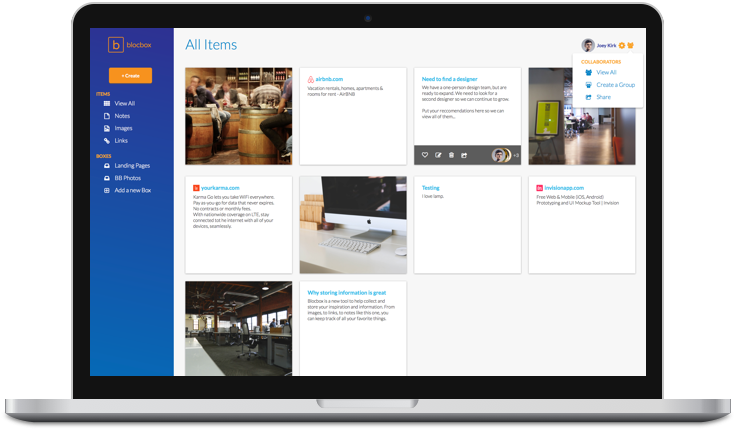 b blocbox
+ Create
ITEMS
View All
Notes
Images
Links
BOXES
Landing Pages
BB Photos
Add a new Box
All Items
Joey Kirk
COLLABORATORS
View All
Create a Group
Share
airbnb.com
Vacation rentals, homes, apartments &
rooms for rent - AirBNB
Need to find a designer
We have a one-person design team, but are
ready to expand. We need to look for a
second designer so we can continue to grow.
Put your reccomendations here so we can
view all of them...
+5
yourkarma.com
Karma Go lets you take WiFi everywhere.
Pay as you go for data that never expires.
No contracts or monthly fees.
With nationwide coverage on LTE, stay
connected tot he internet with all of your
devices, seamlessly.
Testing
I love lamp.
in
invisionapp.com
Free Web & Mobile (iOS, Android)
Prototyping and UI Mockup Tool | Invision
Why storing information is great
Blocbox is a new tool to help collect and
store your inspiration and information. From
images, to links, to notes like this one, you
can keep track of all your favorite things.